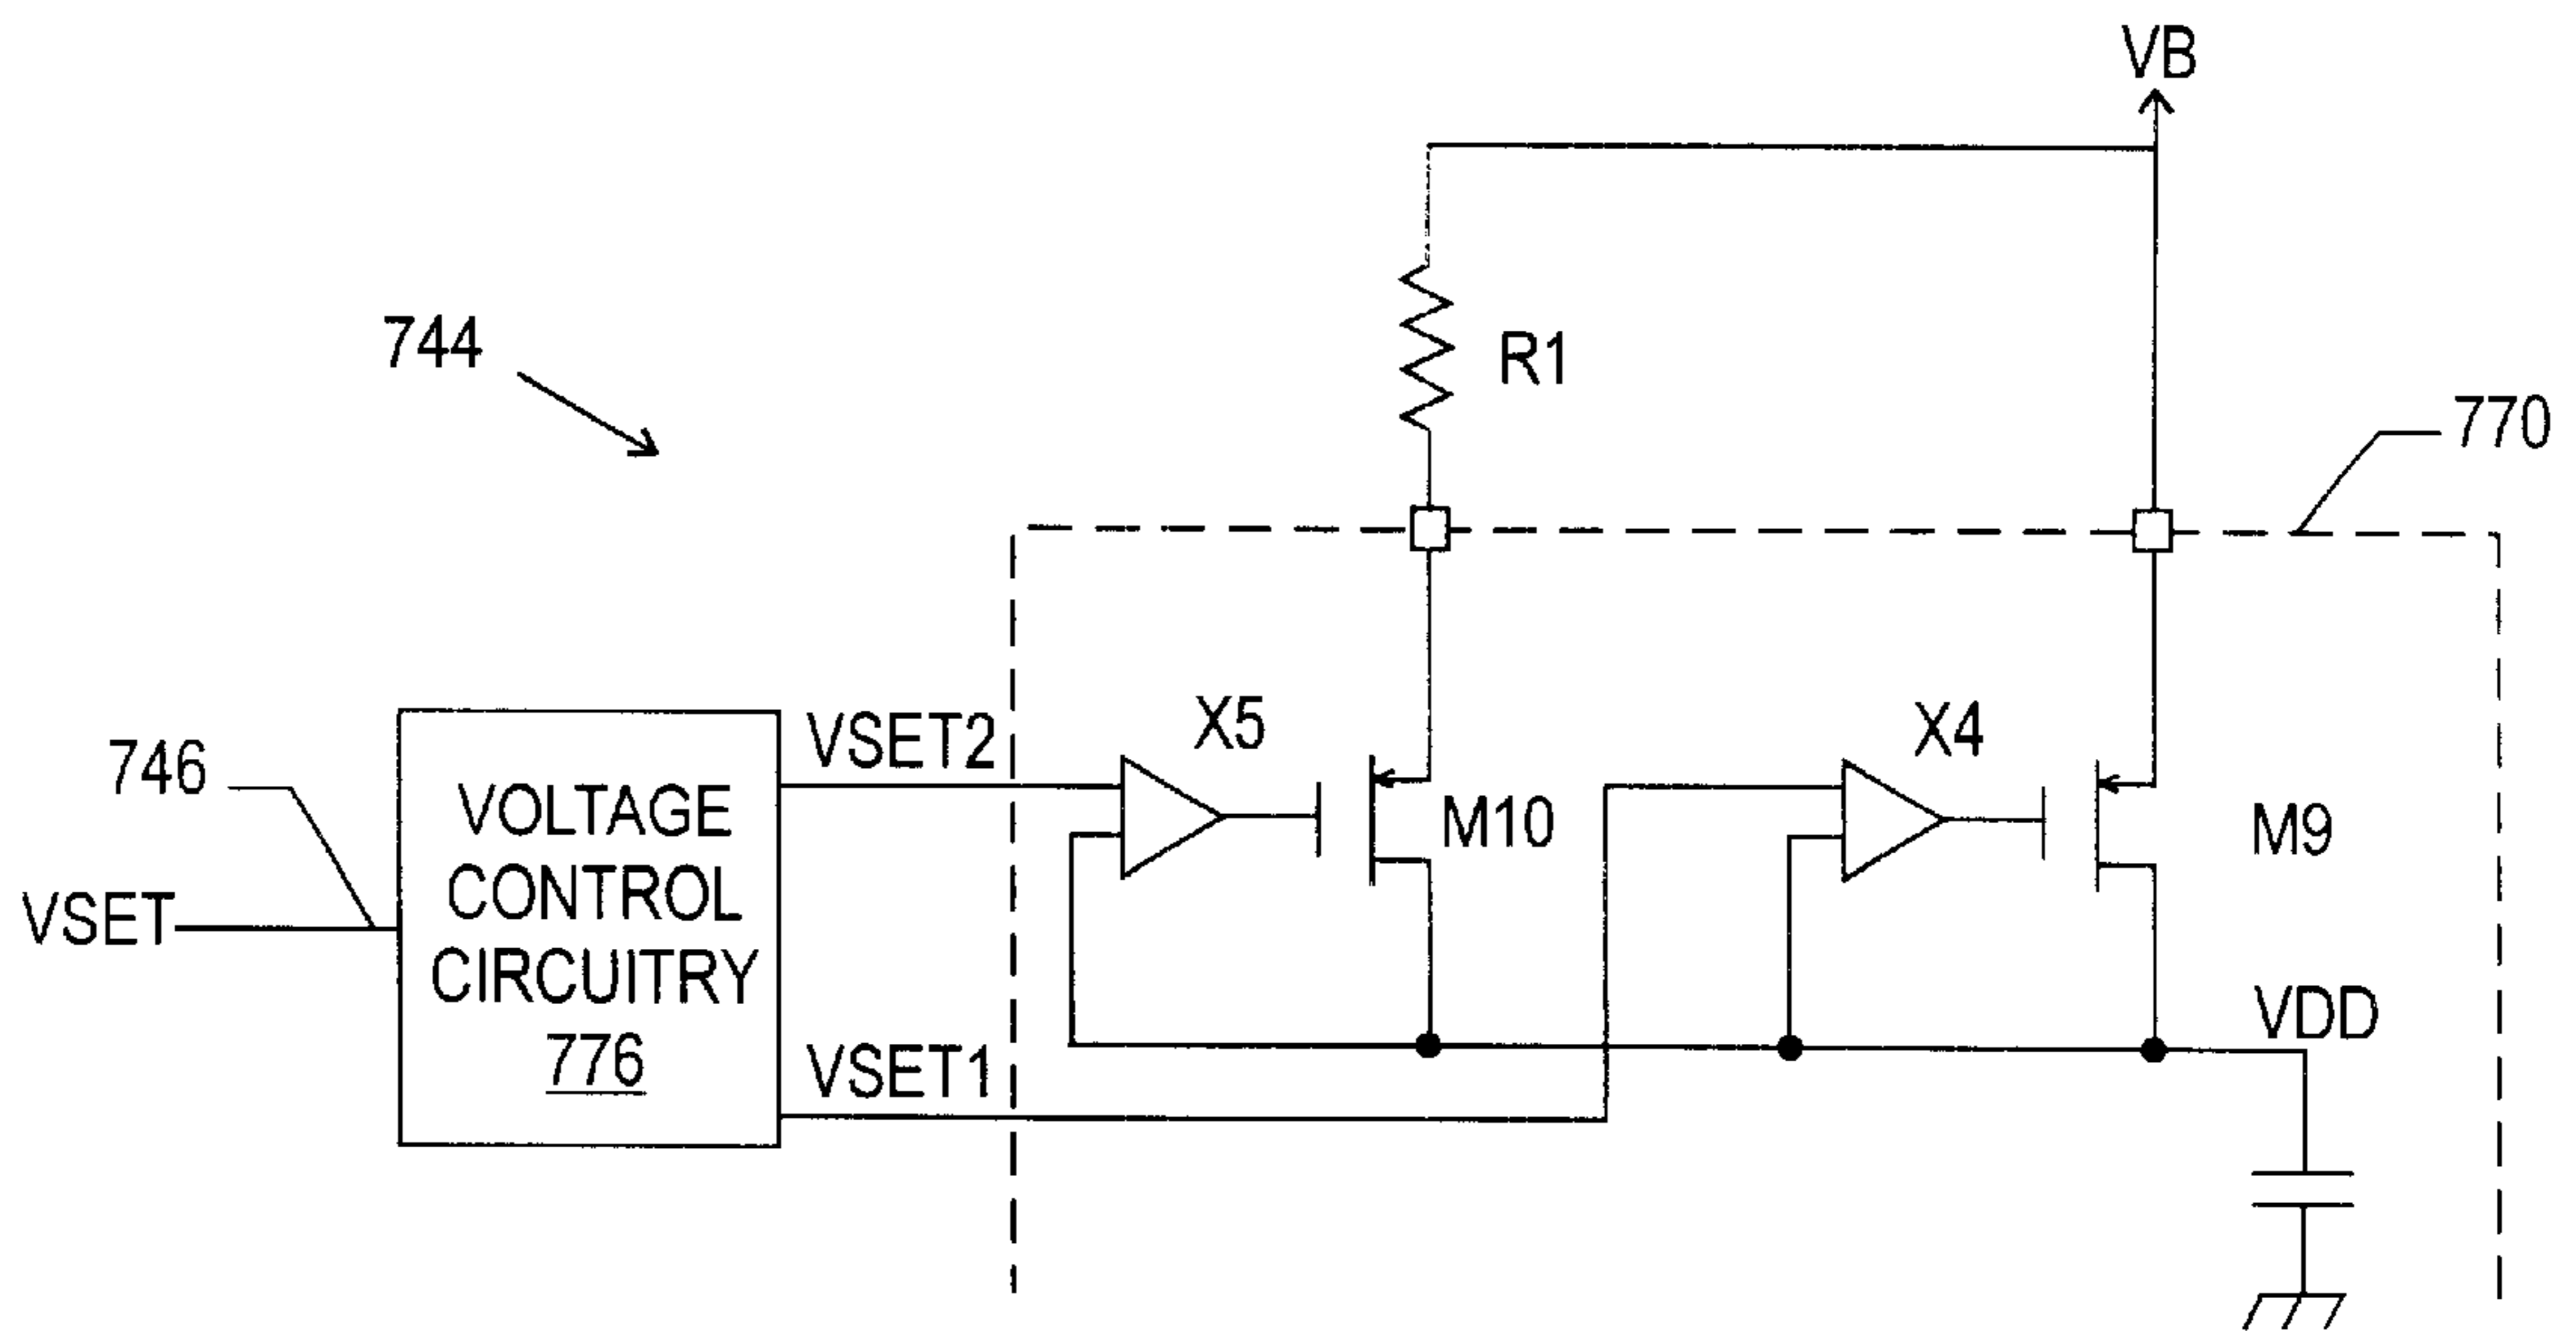 VB
744
R1
770
746
VSET2
X5
X4
VOLTAGE
CONTROL
CIRCUITRY
776
M10
M9
VSET
VDD
VSET1